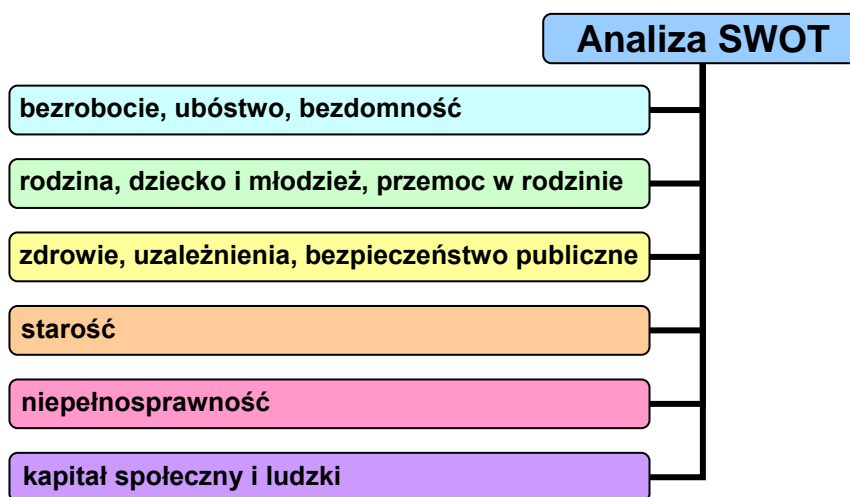 Analiza SWOT
bezrobocie, ubóstwo, bezdomność
rodzina, dziecko i młodzież, przemoc w rodzinie
zdrowie, uzależnienia, bezpieczeństwo publiczne
starość
niepełnosprawność
kapitał społeczny i ludzki